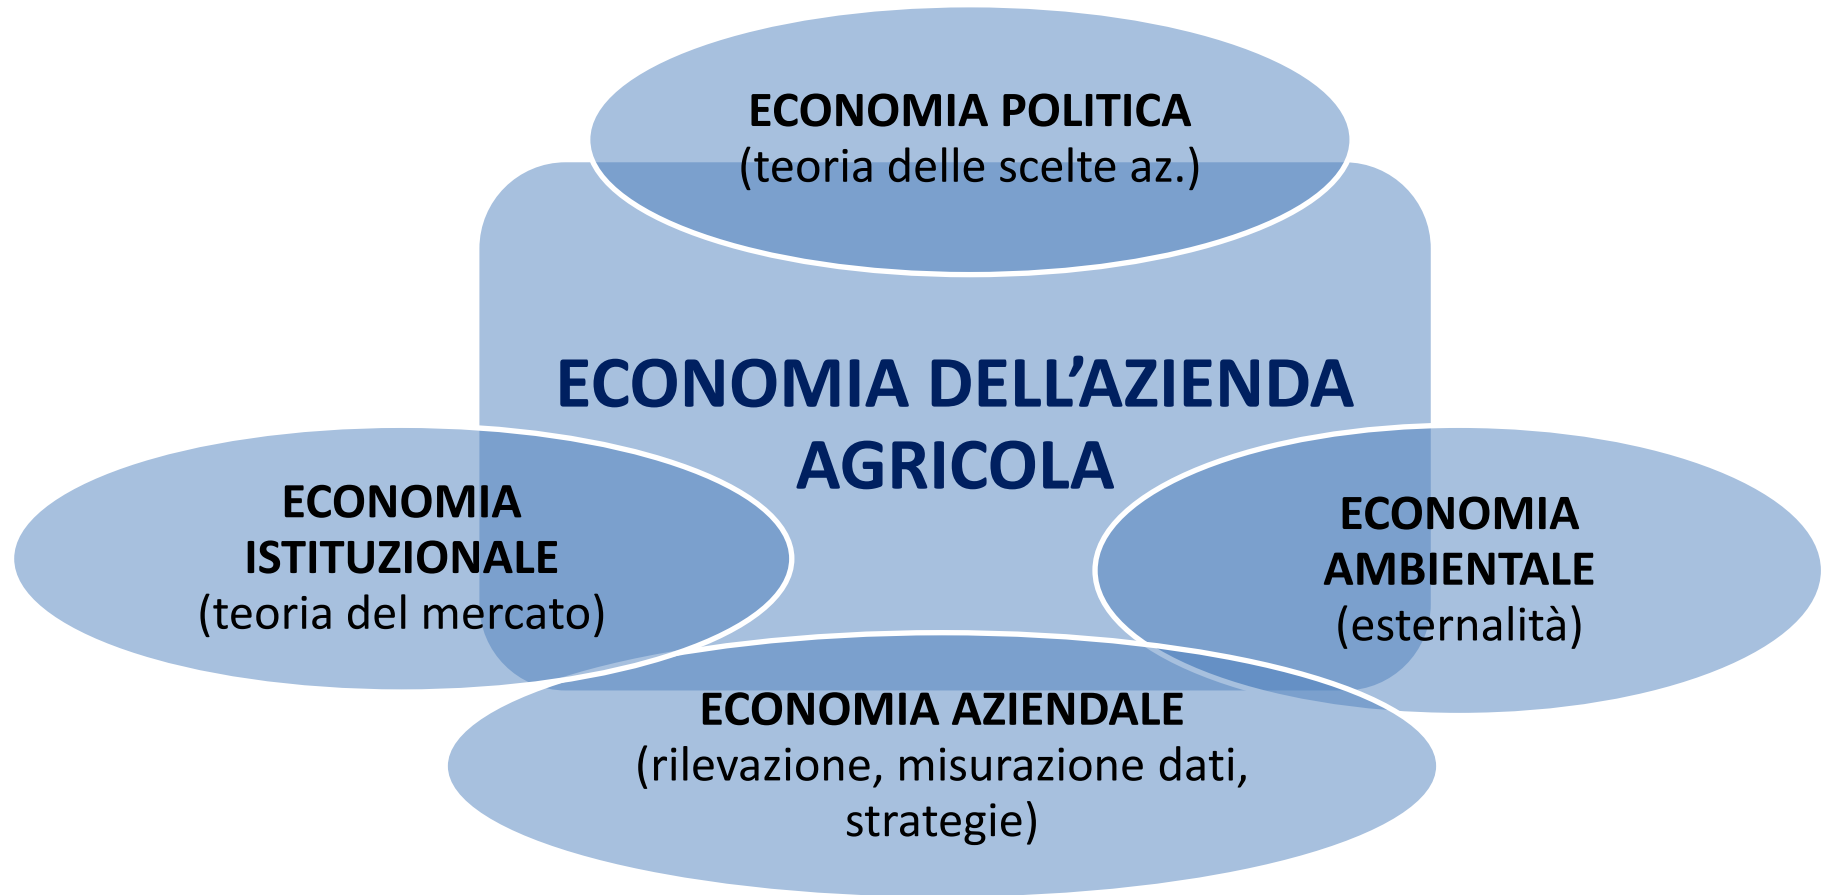 ECONOMIA POLITICA
(teoria delle scelte az.)
ECONOMIA DELL’AZIENDA
AGRICOLA
ECONOMIA
ISTITUZIONALE
(teoria del mercato)
ECONOMIA
AMBIENTALE
(esternalità)
ECONOMIA AZIENDALE
(rilevazione, misurazione dati,
strategie)